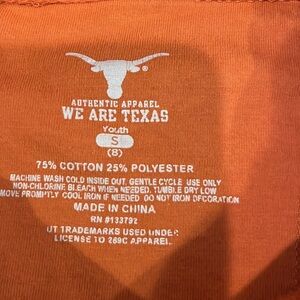 AUTHENTIC APPAREL
WE ARE TEXAS
Youth
S
(8)
75% COTTON 25% POLYESTER
MACHINE WASH COLD INSIDE OUT. GENTLE CYCLE USE ONLY
NON-CHLORINE BLEACH WHEN NEEDED. TUMBLE DRY LOW
MOVE PROMPTLY COOL IRON IF NEEDED DO NOT IRON DECORATION
MADE IN CHINA
RN #133792
UT TRADEMARKS USED UNDER
LICENSE TO 289C APPAREL.